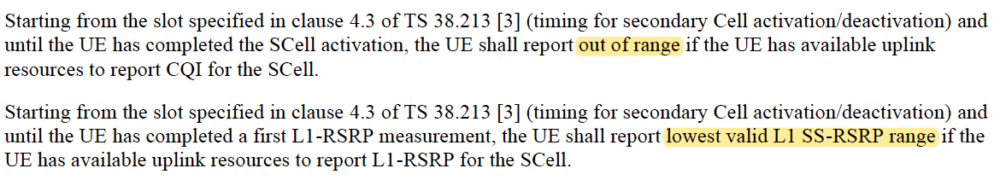 Starting from the slot specified in clause 4.3 of TS 38.213 [3] (timing for secondary Cell activation/deactivation) and
until the UE has completed the SCell activation, the UE shall report out of range if the UE has available uplink
resources to report CQI for the SCell.
Starting from the slot specified in clause 4.3 of TS 38.213 [3] (timing for secondary Cell activation/deactivation) and
until the UE has completed a first L1-RSRP measurement, the UE shall report lowest valid L1 SS-RSRP range if the
UE has available uplink resources to report L1-RSRP for the SCell.